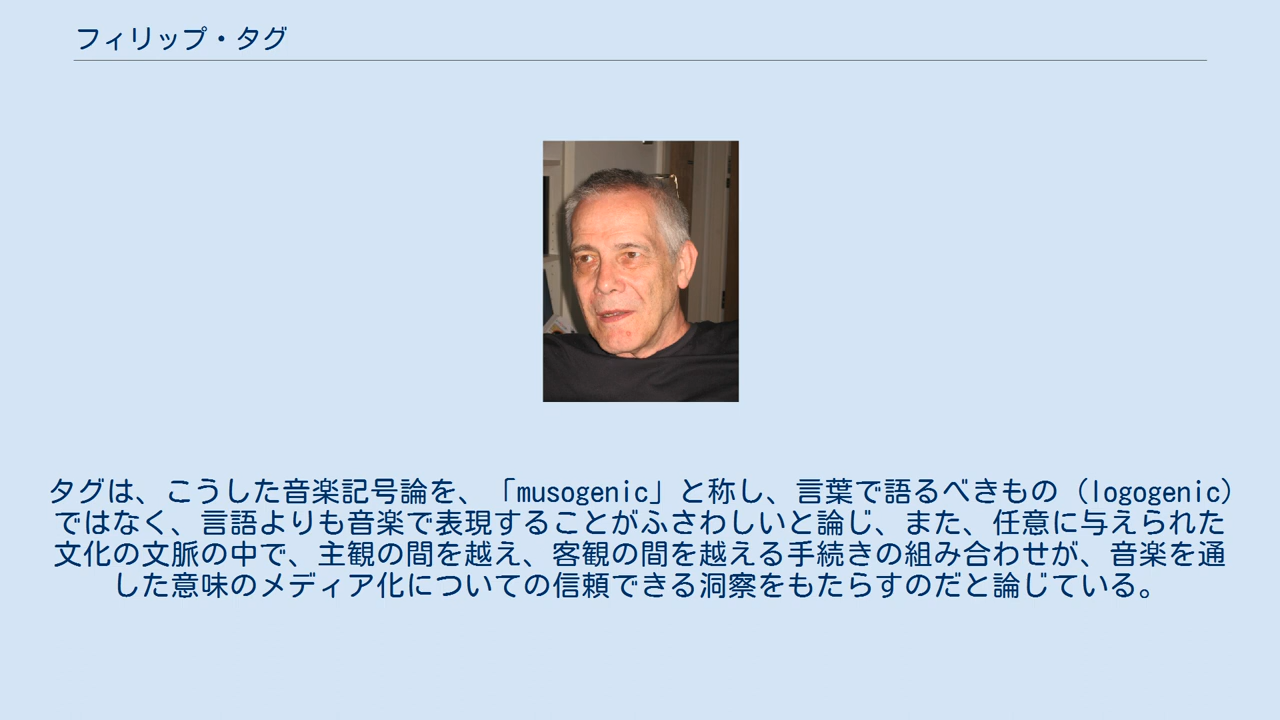 フィリップ・タグ
タグは、こうした音楽記号論を、「musogenic」と称し、言葉で語るべきもの（logogenic）
ではなく、言語よりも音楽で表現することがふさわしいと論じ、また、任意に与えられた
文化の文脈の中で、主観の間を越え、客観の間を越える手続きの組み合わせが、音楽を通
した意味のメディア化についての信頼できる洞察をもたらすのだと論じている。